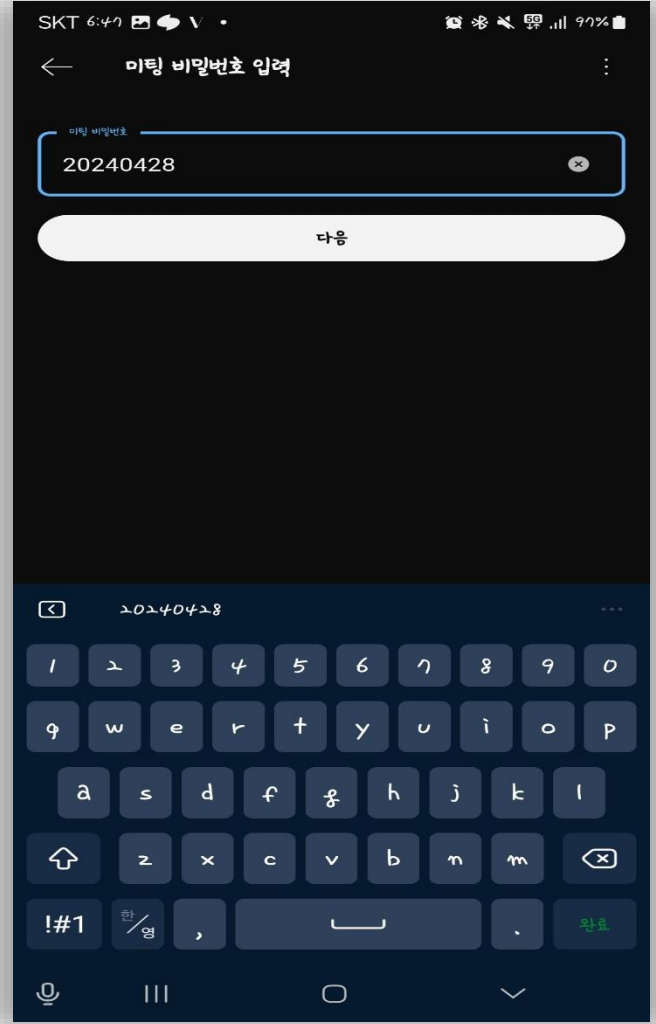 SKT 6:47 V 5G 97%
미팅 비밀번호 입력
미팅 비밀번호
20240428
다음
20240428
1 2 3 4 5 6 7 8 9 0
q w e r t y u i o p
a s d f g h j k l
z x c v b n m
!#1 한/영 , . 완료